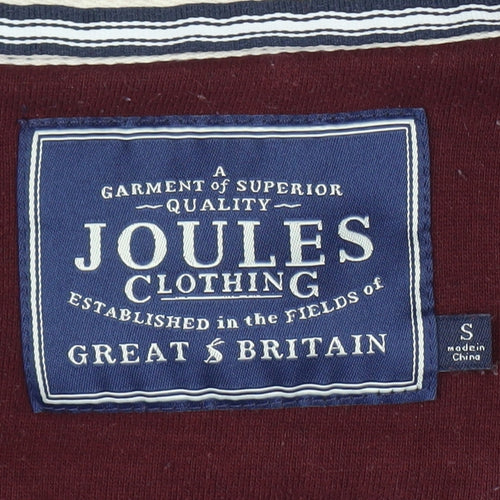 A
GARMENT of SUPERIOR
QUALITY
JOULES
CLOTHING
ESTABLISHED in the FIELDS of
GREAT BRITAIN
S
made in
China